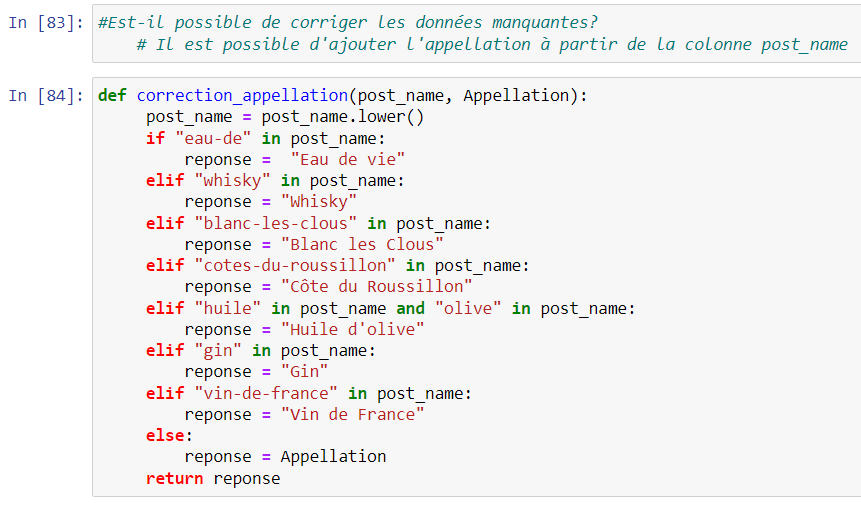 In [83]: #Est-il possible de corriger les données manquantes?
# Il est possible d'ajouter l'appellation à partir de la colonne post_name
In [84]: def correction_appellation(post_name, Appellation):
post_name = post_name.lower()
if "eau-de" in post_name:
reponse =  "Eau de vie"
elif "whisky" in post_name:
reponse = "Whisky"
elif "blanc-les-clous" in post_name:
reponse = "Blanc les Clous"
elif "cotes-du-roussillon" in post_name:
reponse = "Côte du Roussillon"
elif "huile" in post_name and "olive" in post_name:
reponse = "Huile d'olive"
elif "gin" in post_name:
reponse = "Gin"
elif "vin-de-france" in post_name:
reponse = "Vin de France"
else:
reponse = Appellation
return reponse